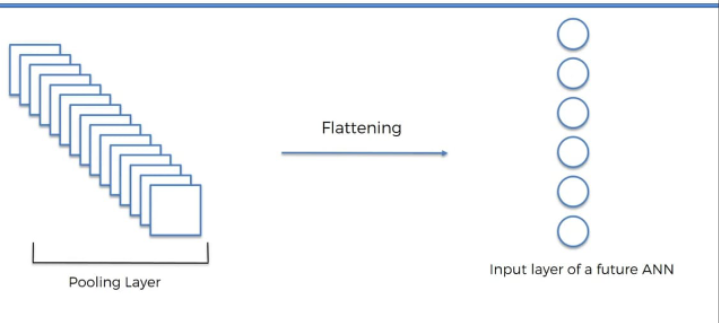 Flattening
Pooling Layer
Input layer of a future ANN